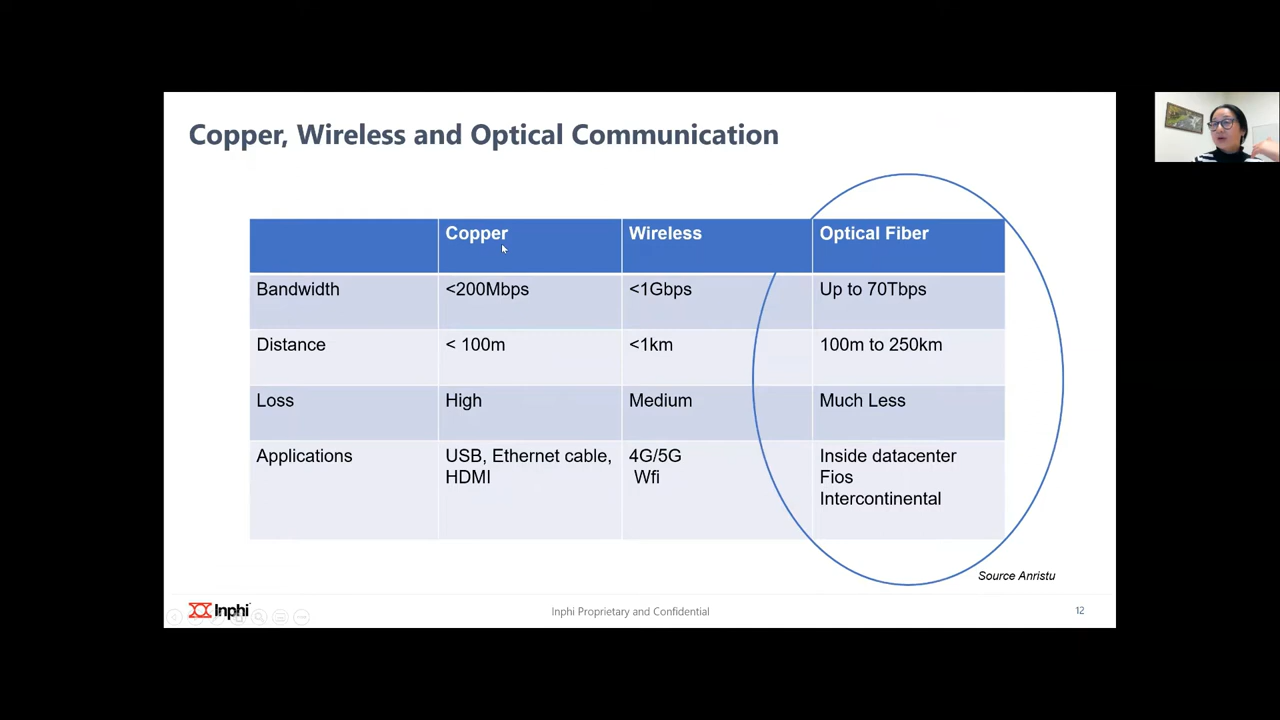 Copper, Wireless and Optical Communication
Copper Wireless Optical Fiber
Bandwidth <200Mbps <1Gbps Up to 70Tbps
Distance < 100m <1km 100m to 250km
Loss High Medium Much Less
Applications USB, Ethernet cable, 4G/5G Inside datacenter
HDMI Wfi Fios
Intercontinental
Source Anristu
Inphi Inphi Proprietary and Confidential 12